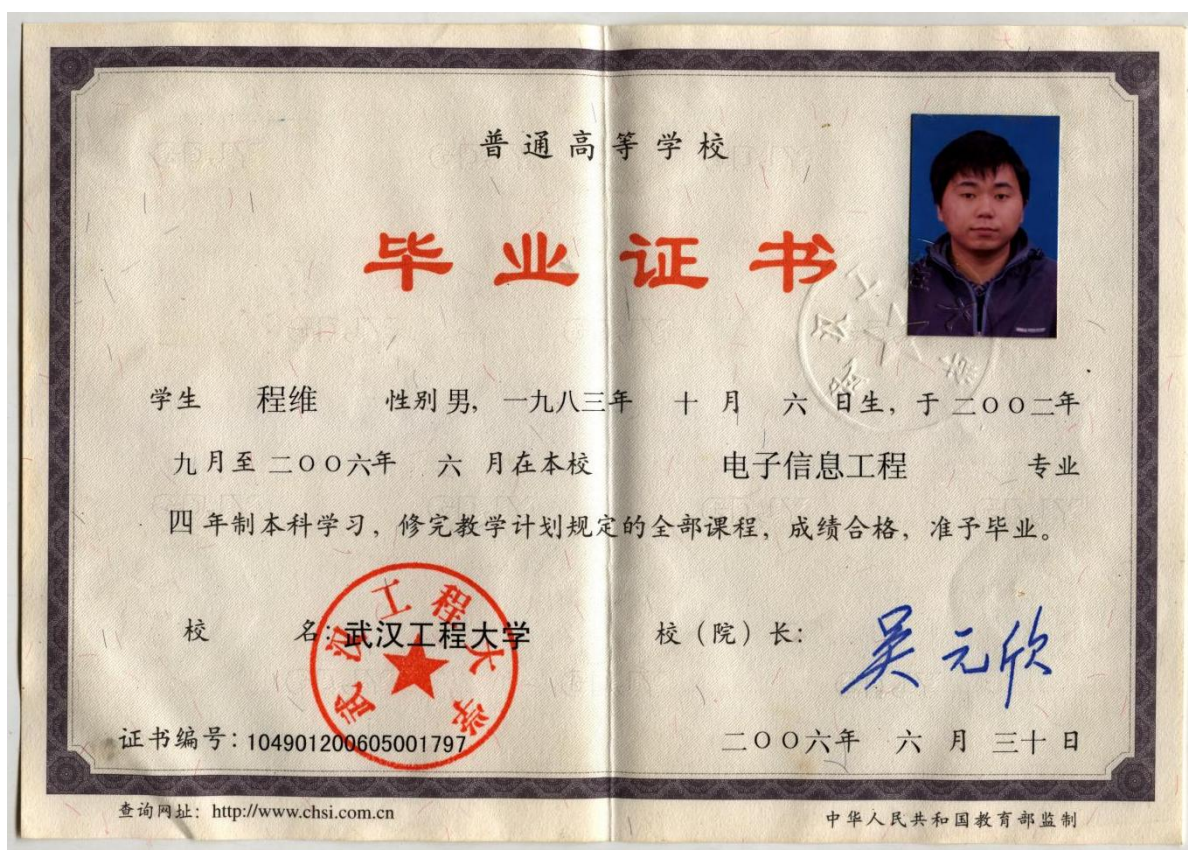 普通高等学校
毕业证书
学生 程维 性别 男, 一九八三年 十 月 六 日生, 于 二〇〇二年
九 月至 二〇〇六年 六 月在本校 电子信息工程 专业
四 年制本科学习, 修完教学计划规定的全部课程, 成绩合格, 准予毕业。
校 名: 武汉工程大学
武汉工程大学
校(院)长: 吴元欣
证书编号: 104901200605001797
二〇〇六年 六 月 三十 日
查询网址: http://www.chsi.com.cn
中华人民共和国教育部监制